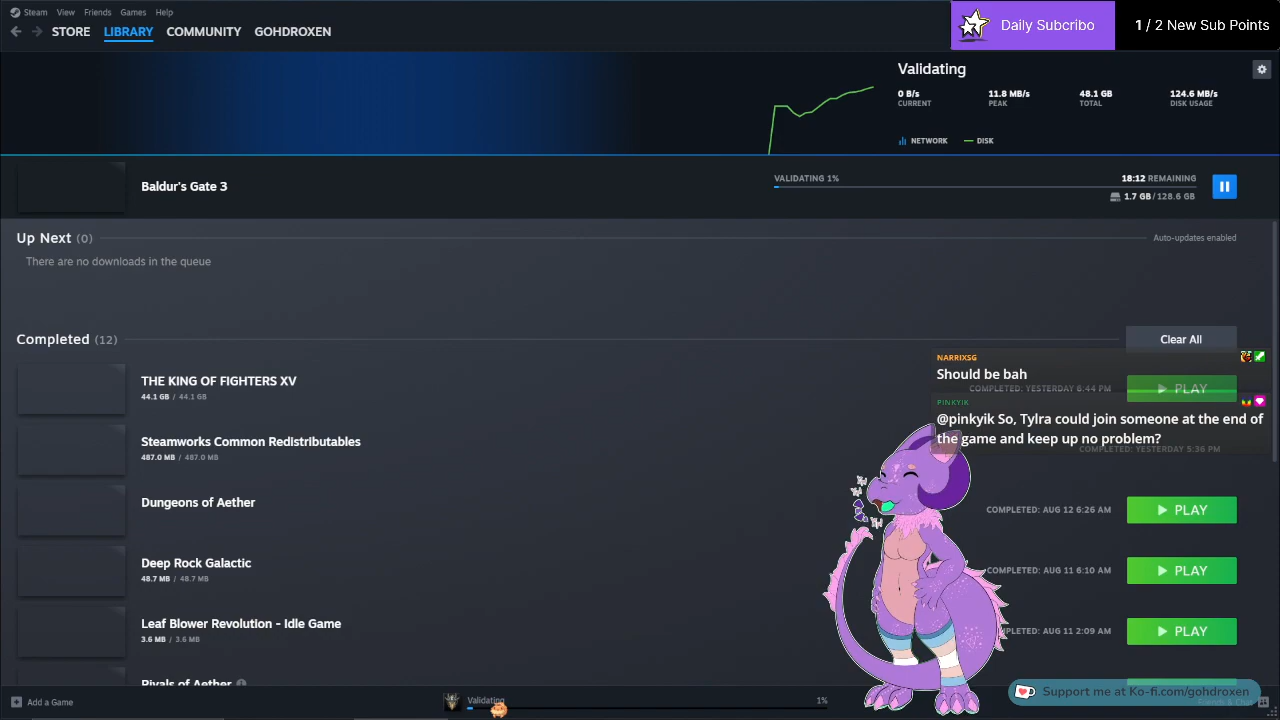 Steam View Friends Games Help
STORE LIBRARY COMMUNITY GOHDROXEN
Daily Subcribo
1 / 2 New Sub Points
Validating
0 B/s 11.8 MB/s 48.1 GB 124.6 MB/s
CURRENT PEAK TOTAL DISK USAGE
NETWORK DISK
Baldur's Gate 3
VALIDATING 1% 18:12 REMAINING
1.7 GB / 128.6 GB
Up Next (0)
Auto-updates enabled
There are no downloads in the queue
Completed (12)
Clear All
NARRIXSG
Should be bah
THE KING OF FIGHTERS XV
44.1 GB / 44.1 GB
COMPLETED: YESTERDAY 6:44 PM
PLAY
PINKYIK
@pinkyik So, Tylra could join someone at the end of
the game and keep up no problem?
Steamworks Common Redistributables
487.0 MB / 487.0 MB
COMPLETED: YESTERDAY 5:36 PM
Dungeons of Aether
COMPLETED: AUG 12 6:26 AM
PLAY
Deep Rock Galactic
48.7 MB / 48.7 MB
COMPLETED: AUG 11 6:10 AM
PLAY
Leaf Blower Revolution - Idle Game
3.6 MB / 3.6 MB
AUG 11 2:09 AM
PLAY
Rivals of Aether
Add a Game
Validating
1%
Support me at Ko-fi.com/gohdroxen
Friends & Chat